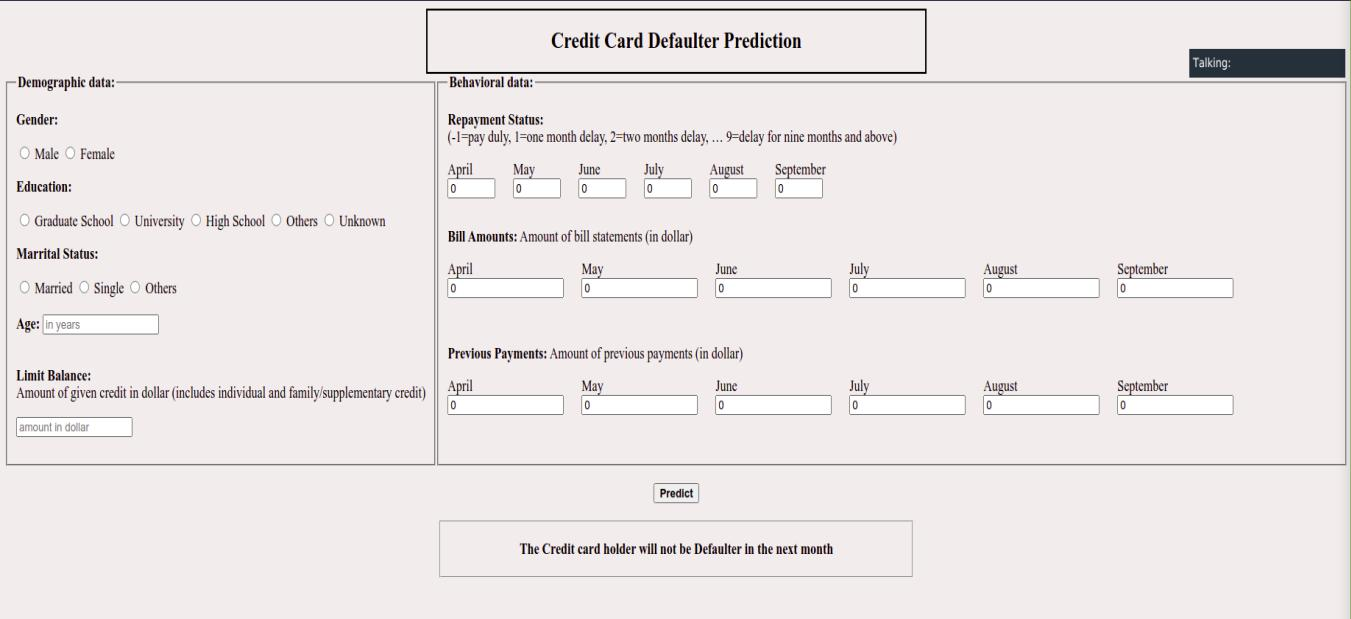 Credit Card Defaulter Prediction
Talking:
Demographic data:
Gender:
Male Female
Education:
Graduate School University High School Others Unknown
Marrital Status:
Married Single Others
Age: in years
Limit Balance:
Amount of given credit in dollar (includes individual and family/supplementary credit)
amount in dollar
Behavioral data:
Repayment Status:
(-1=pay duly, 1=one month delay, 2=two months delay, … 9=delay for nine months and above)
April May June July August September
0 0 0 0 0 0
Bill Amounts: Amount of bill statements (in dollar)
April May June July August September
0 0 0 0 0 0
Previous Payments: Amount of previous payments (in dollar)
April May June July August September
0 0 0 0 0 0
Predict
The Credit card holder will not be Defaulter in the next month